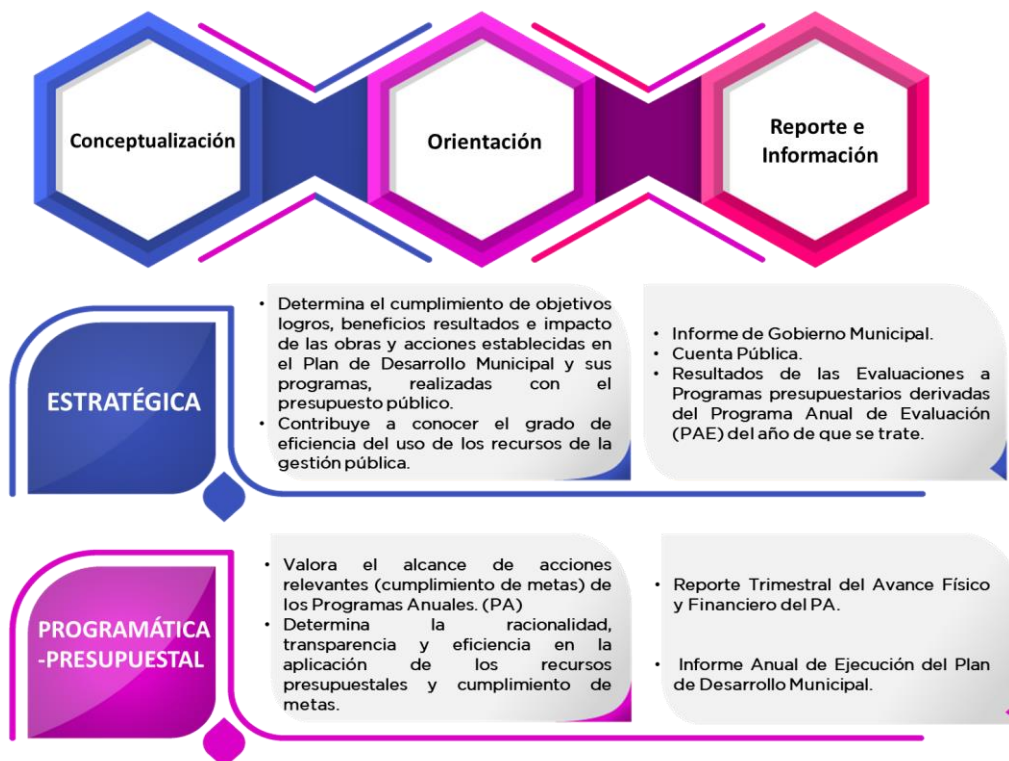 Conceptualización
Orientación
Reporte e
Información
ESTRATÉGICA
• Determina el cumplimiento de objetivos
logros, beneficios resultados e impacto
de las obras y acciones establecidas en
el Plan de Desarrollo Municipal y sus
programas, realizadas con el
presupuesto público.
• Contribuye a conocer el grado de
eficiencia del uso de los recursos de la
gestión pública.
• Informe de Gobierno Municipal.
• Cuenta Pública.
• Resultados de las Evaluaciones a
Programas presupuestarios derivadas
del Programa Anual de Evaluación
(PAE) del año de que se trate.
PROGRAMÁTICA
-PRESUPUESTAL
• Valora el alcance de acciones
relevantes (cumplimiento de metas) de
los Programas Anuales. (PA)
• Determina la racionalidad,
transparencia y eficiencia en la
aplicación de los recursos
presupuestales y cumplimiento de
metas.
• Reporte Trimestral del Avance Físico
y Financiero del PA.
• Informe Anual de Ejecución del Plan
de Desarrollo Municipal.